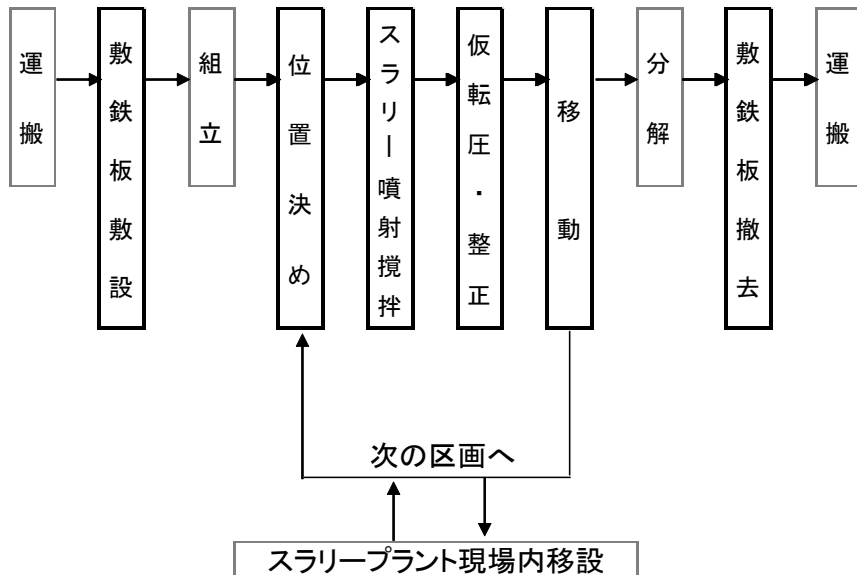 運搬
敷鉄板敷設
組立
位置決め
スラリー噴射撹拌
仮転圧・整正
移動
分解
敷鉄板撤去
運搬
次の区画へ
スラリープラント現場内移設